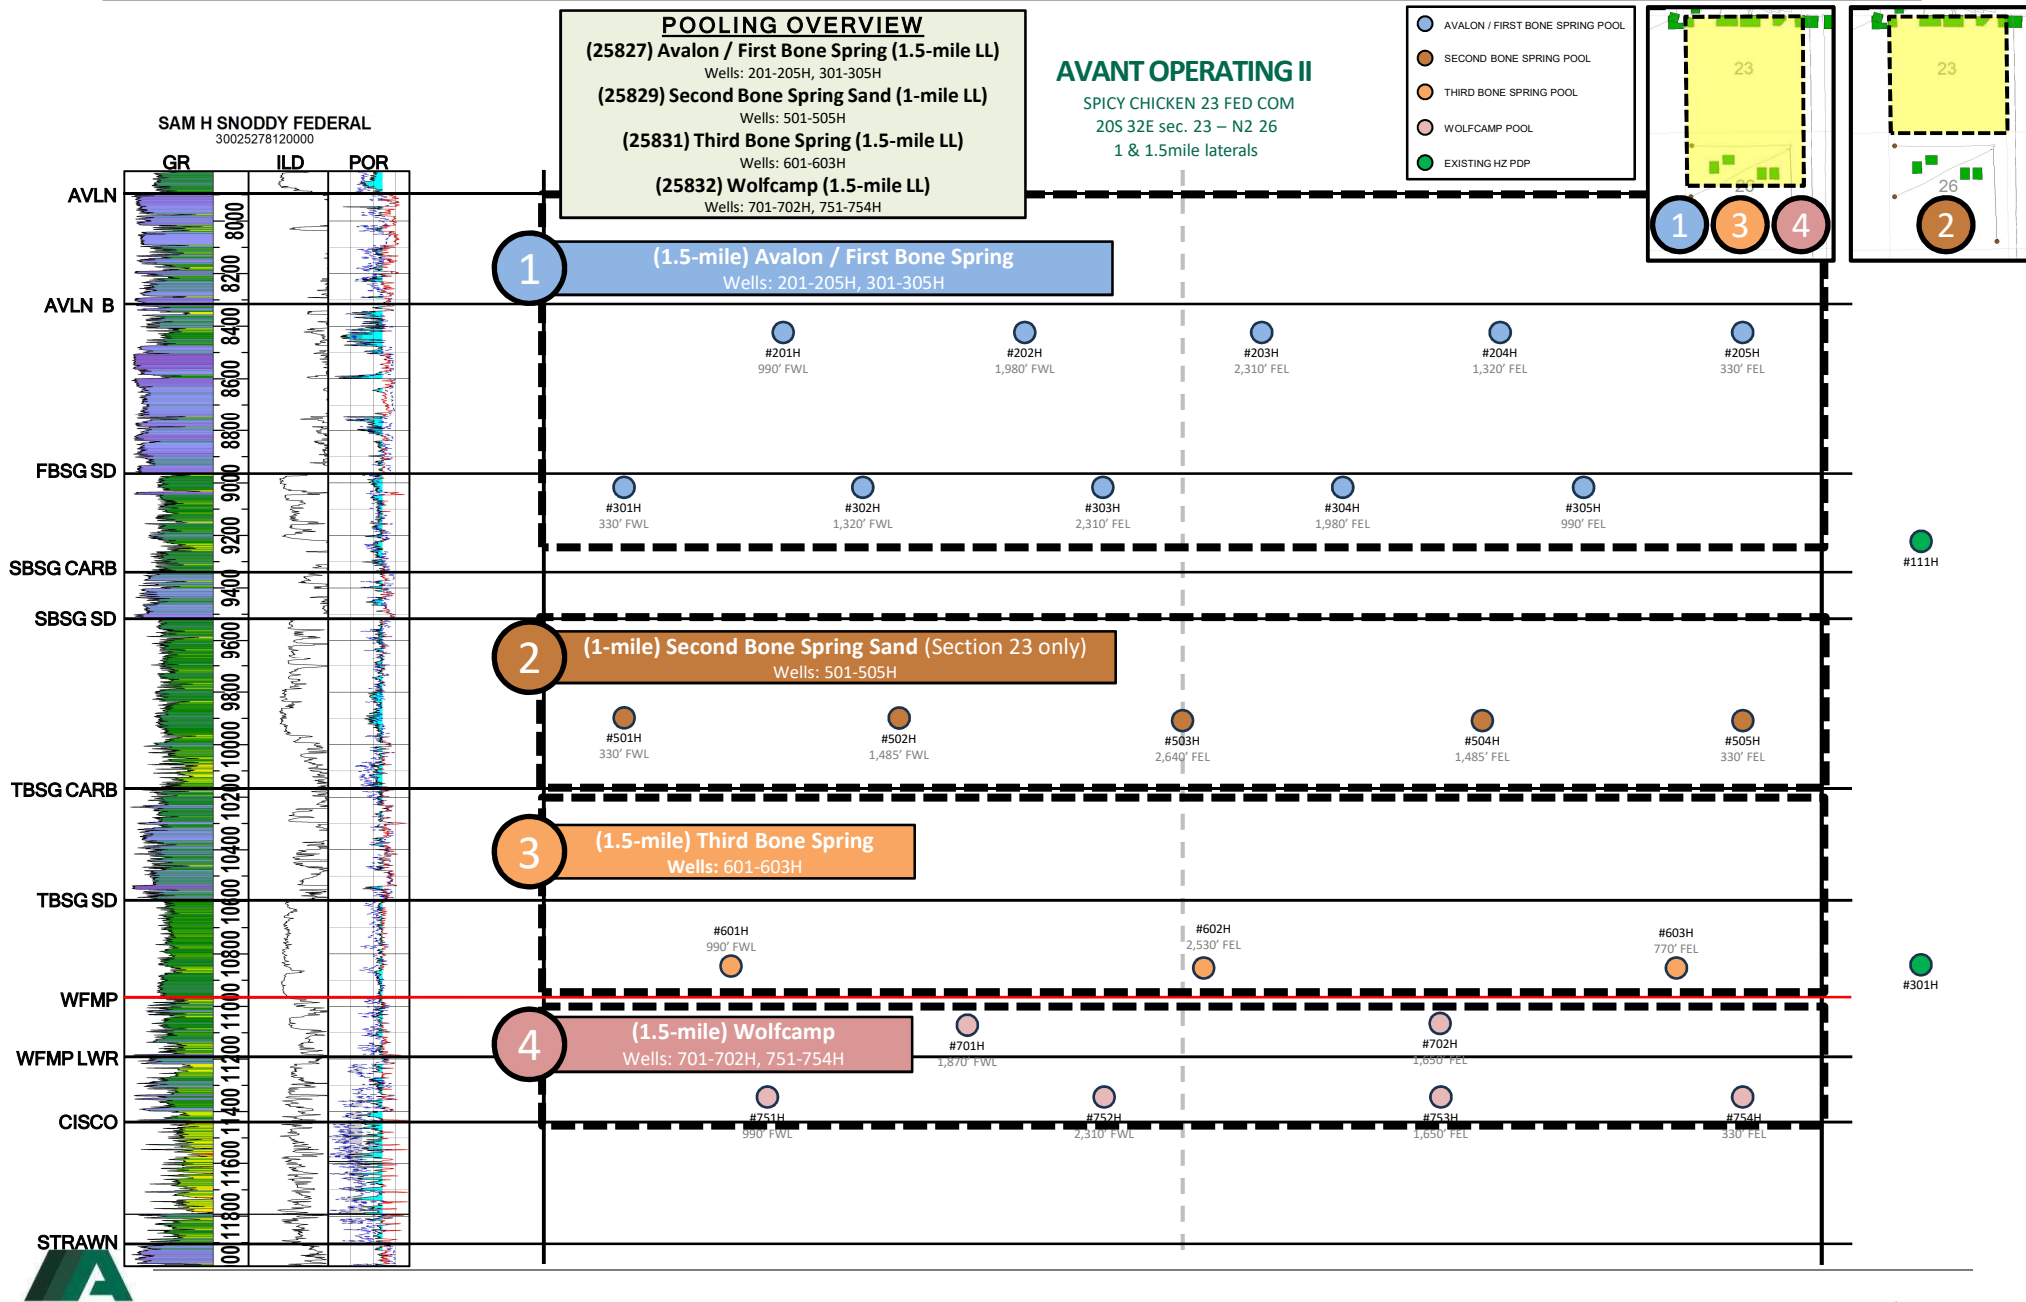 POOLING OVERVIEW
(25827) Avalon / First Bone Spring (1.5-mile LL)
Wells: 201-205H, 301-305H
(25829) Second Bone Spring Sand (1-mile LL)
Wells: 501-505H
(25831) Third Bone Spring (1.5-mile LL)
Wells: 601-603H
(25832) Wolfcamp (1.5-mile LL)
Wells: 701-702H, 751-754H
AVANT OPERATING II
SPICY CHICKEN 23 FED COM
20S 32E sec. 23 – N2 26
1 & 1.5mile laterals
AVALON / FIRST BONE SPRING POOL
SECOND BONE SPRING POOL
THIRD BONE SPRING POOL
WOLFCAMP POOL
EXISTING HZ PDP
23
26
1 3 4
23
26
2
SAM H SNODDY FEDERAL
30025278120000
GR ILD POR
AVLN
8000
8200
AVLN B
8400
8600
8800
FBSG SD
9000
9200
SBSG CARB
9400
SBSG SD
9600
9800
10000
TBSG CARB
10200
10400
TBSG SD
10600
10800
WFMP
11000
WFMP LWR
11200
11400
CISCO
11600
11800
STRAWN
00
1
(1.5-mile) Avalon / First Bone Spring
Wells: 201-205H, 301-305H
#201H
990' FWL
#202H
1,980' FWL
#203H
2,310' FEL
#204H
1,320' FEL
#205H
330' FEL
#301H
330' FWL
#302H
1,320' FWL
#303H
2,310' FEL
#304H
1,980' FEL
#305H
990' FEL
#111H
2
(1-mile) Second Bone Spring Sand (Section 23 only)
Wells: 501-505H
#501H
330' FWL
#502H
1,485' FWL
#503H
2,640' FEL
#504H
1,485' FEL
#505H
330' FEL
3
(1.5-mile) Third Bone Spring
Wells: 601-603H
#601H
990' FWL
#602H
2,530' FEL
#603H
770' FEL
#301H
4
(1.5-mile) Wolfcamp
Wells: 701-702H, 751-754H
#701H
1,870' FWL
#702H
1,650' FEL
#751H
990' FWL
#752H
2,310' FWL
#753H
1,650' FEL
#754H
330' FEL